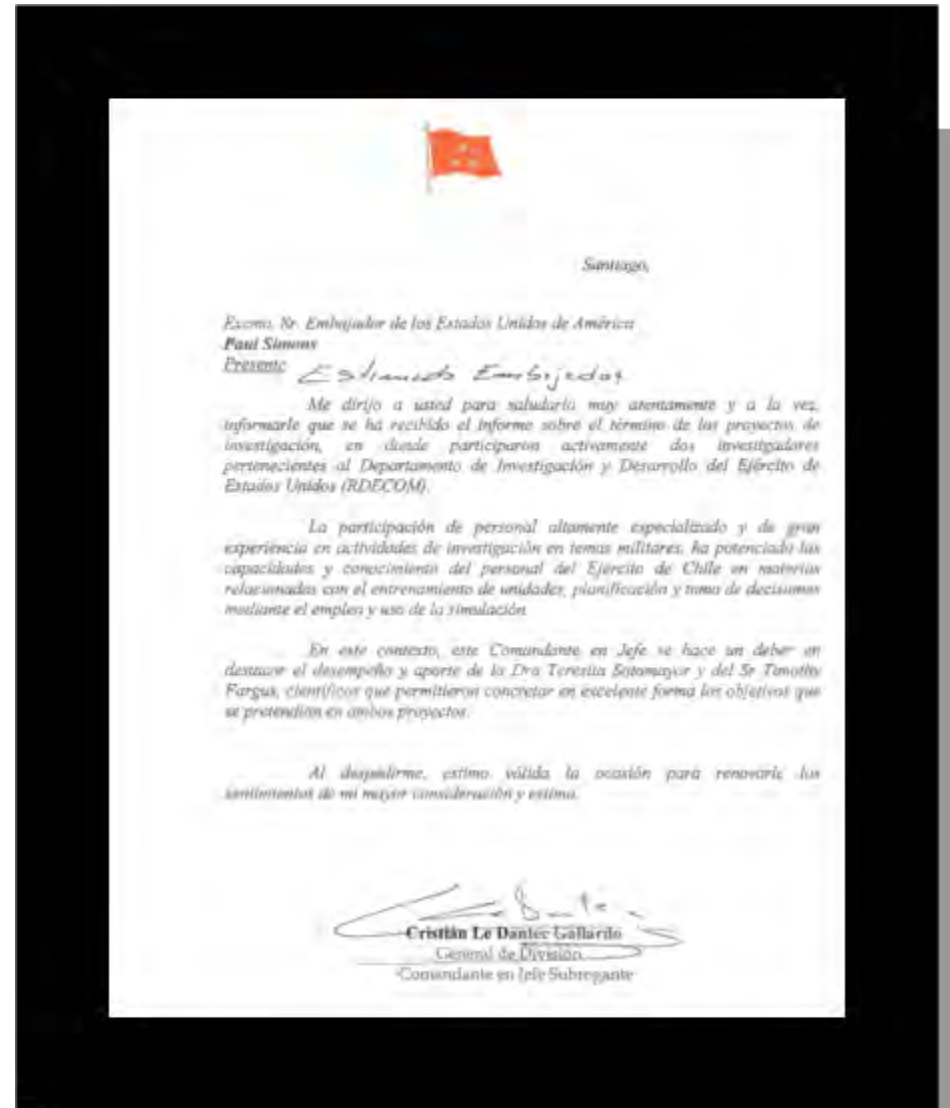 Santiago,
Excmo. Sr. Embajador de los Estados Unidos de América
Paul Simons
Presente
Estimado Embajador
Me dirijo a usted para saludarlo muy atentamente y a la vez,
informarle que se há recibido el informe sobre el término de los proyectos de
investigación, en donde participaron activamente dos investigadores
pertenecientes al Departamento de Investigación y Desarrollo del Ejército de
Estados Unidos (RDECOM).
La participación de personal altamente especializado y de gran
experiencia en actividades de investigación en temas militares, ha potenciado las
capacidades y conocimiento del personal del Ejército de Chile en materias
relacionadas con el entrenamiento de unidades, planificación y toma de decisiones
mediante el empleo y uso de la simulación.
En este contexto, este Comandante en Jefe se hace un deber en
destacar el desempeño y aporte de la Dra Teresita Sotomayor y del Sr Timothy
Fargus, científicos que permitieron concretar en excelente forma los objetivos que
se pretendían en ambos proyectos.
Al despedirme, estimo válida la ocasión para renovarle los
sentimientos de mi mayor consideración y estima.
Cristián Le Dantec Gallardo
General de División
Comandante en Jefe Subrogante